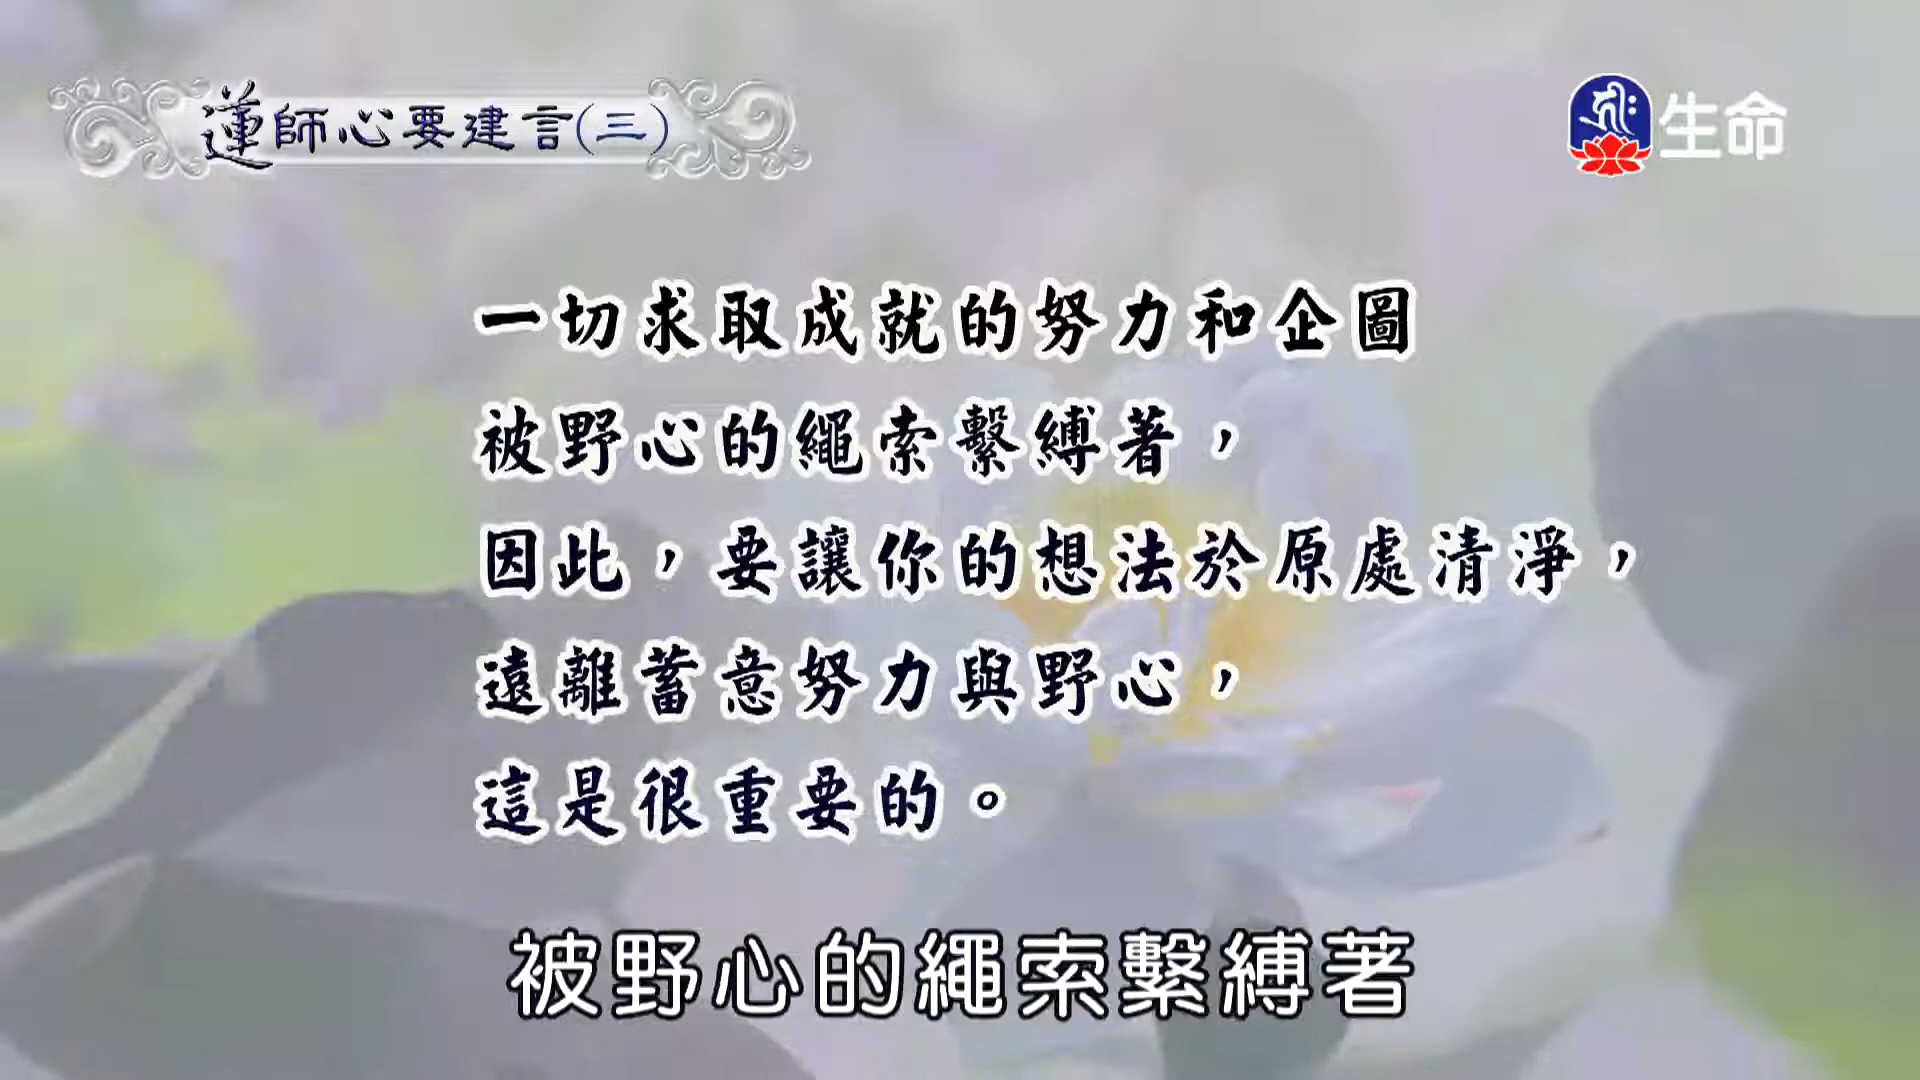 蓮師心要建言(三)
生命
一切求取成就的努力和企圖
被野心的繩索繫縛著，
因此，要讓你的想法於原處清淨，
遠離蓄意努力與野心，
這是很重要的。
被野心的繩索繫縛著